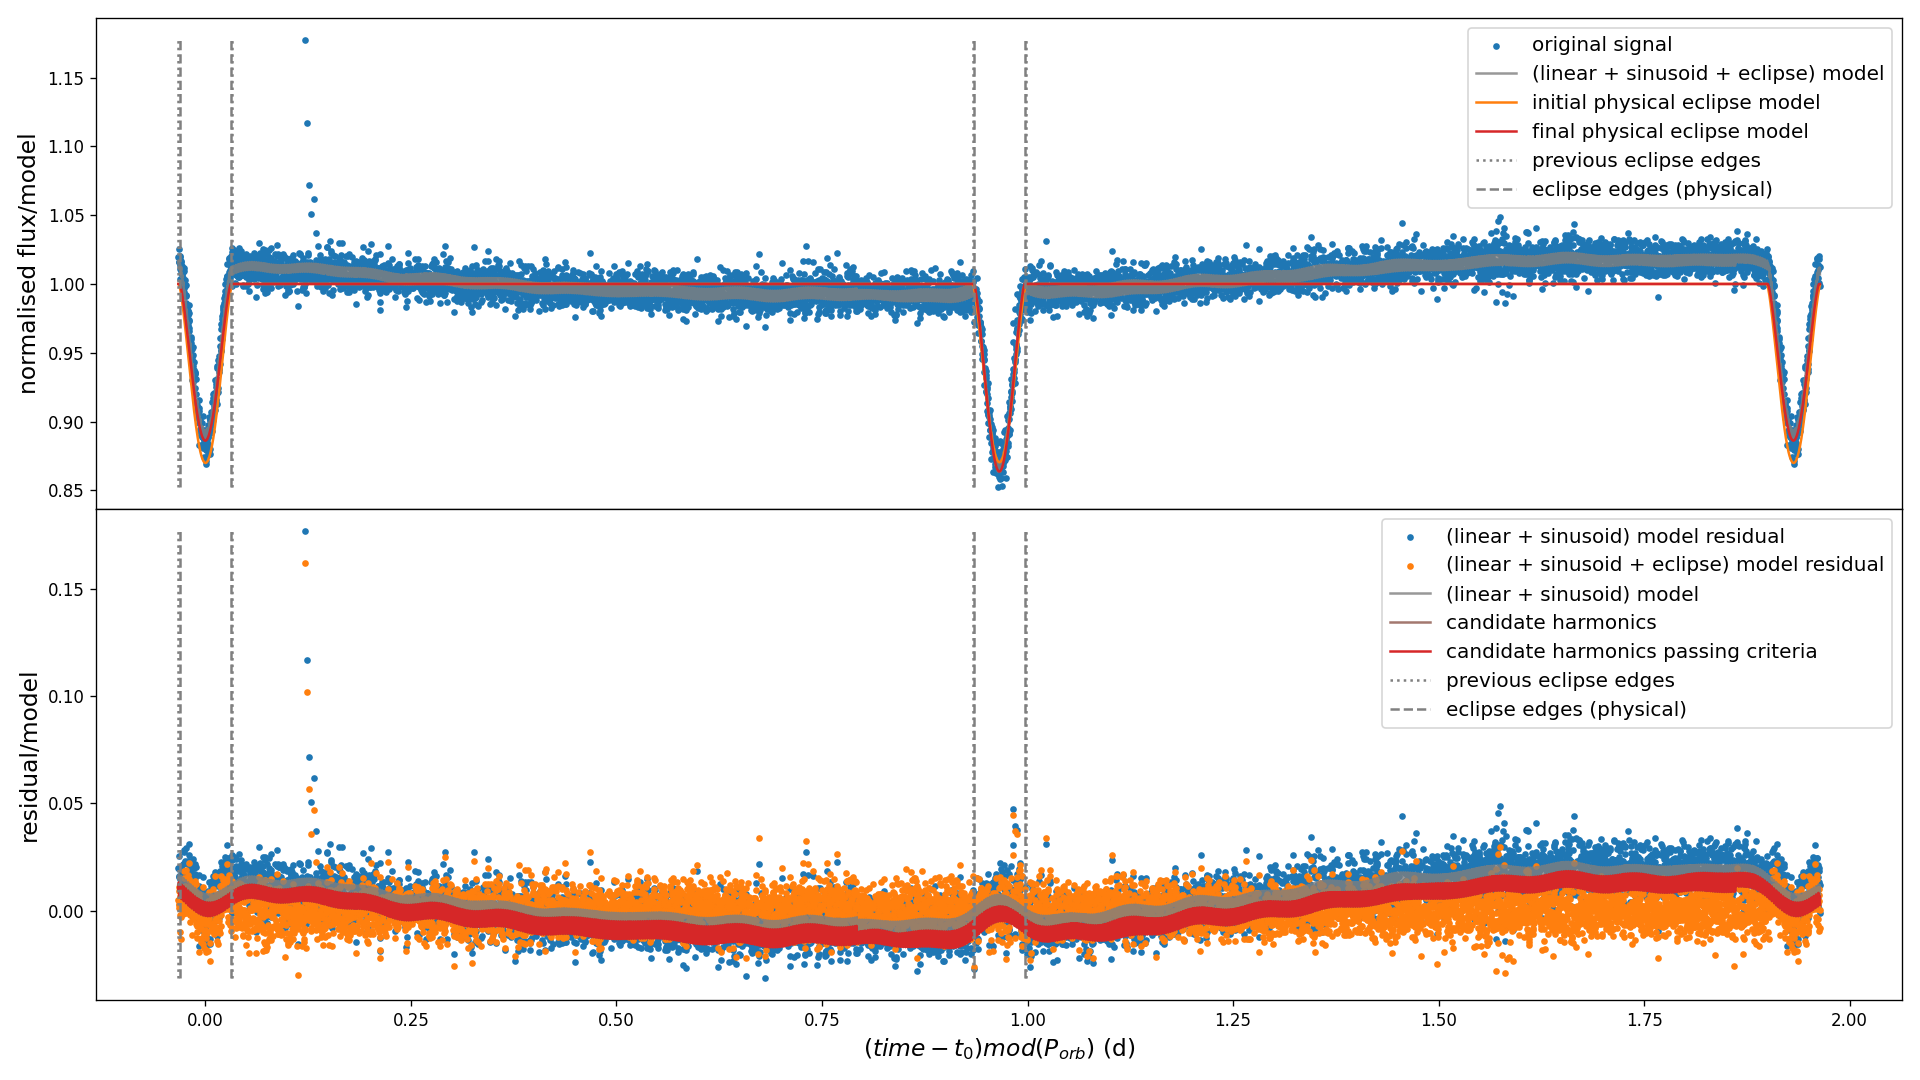 normalised flux/model
1.15
1.10
1.05
1.00
0.95
0.90
0.85
original signal
(linear + sinusoid + eclipse) model
initial physical eclipse model
final physical eclipse model
previous eclipse edges
eclipse edges (physical)
residual/model
0.15
0.10
0.05
0.00
(linear + sinusoid) model residual
(linear + sinusoid + eclipse) model residual
(linear + sinusoid) model
candidate harmonics
candidate harmonics passing criteria
previous eclipse edges
eclipse edges (physical)
0.00 0.25 0.50 0.75 1.00 1.25 1.50 1.75 2.00
$(time - t_0)mod(P_{orb})$ (d)